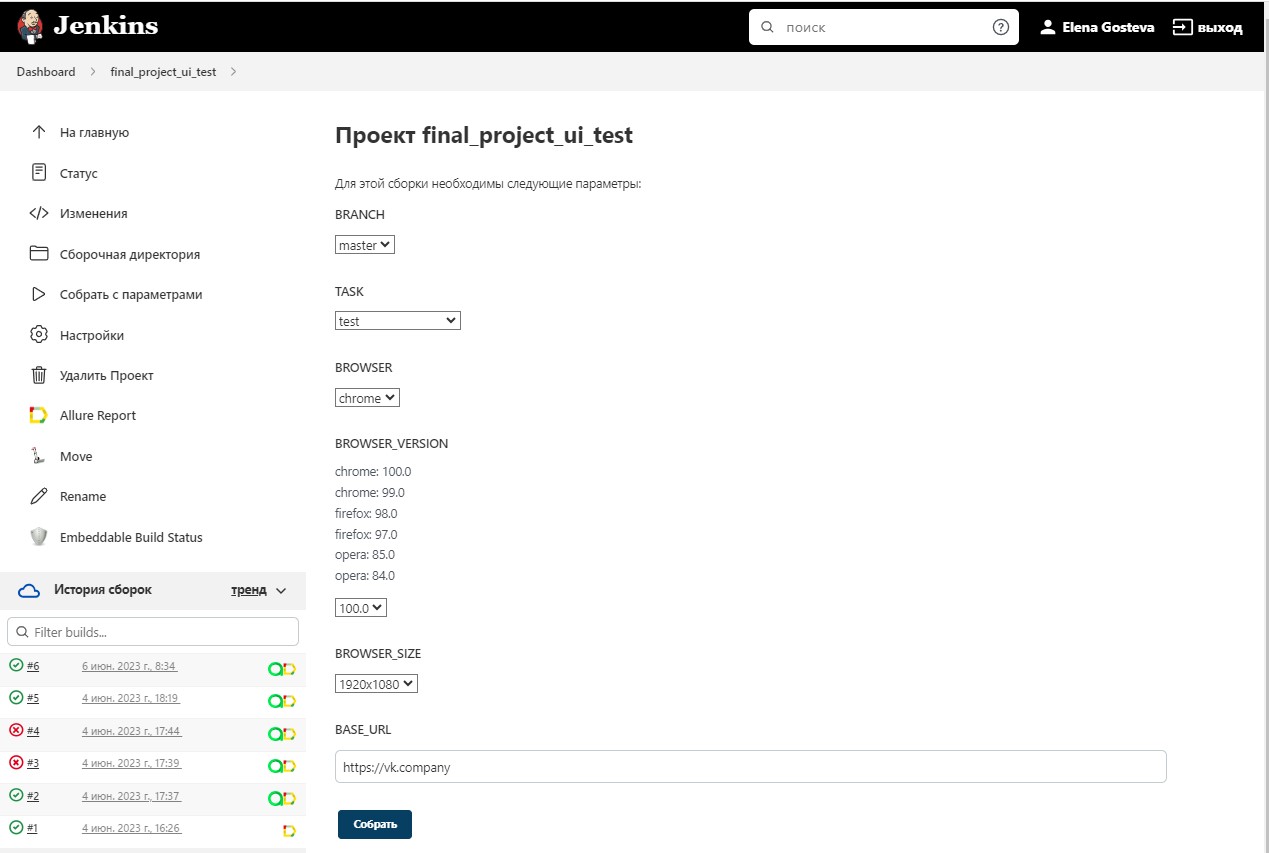 Jenkins
поиск
Elena Gosteva
выход
Dashboard
final_project_ui_test
На главную
Статус
Изменения
Сборочная директория
Собрать с параметрами
Настройки
Удалить Проект
Allure Report
Move
Rename
Embeddable Build Status
История сборок
тренд
Filter builds...
#6 6 июн. 2023 г., 8:34
#5 4 июн. 2023 г., 18:19
#4 4 июн. 2023 г., 17:44
#3 4 июн. 2023 г., 17:39
#2 4 июн. 2023 г., 17:37
#1 4 июн. 2023 г., 16:26
Проект final_project_ui_test
Для этой сборки необходимы следующие параметры:
BRANCH
master
TASK
test
BROWSER
chrome
BROWSER_VERSION
chrome: 100.0
chrome: 99.0
firefox: 98.0
firefox: 97.0
opera: 85.0
opera: 84.0
100.0
BROWSER_SIZE
1920x1080
BASE_URL
https://vk.company
Собрать